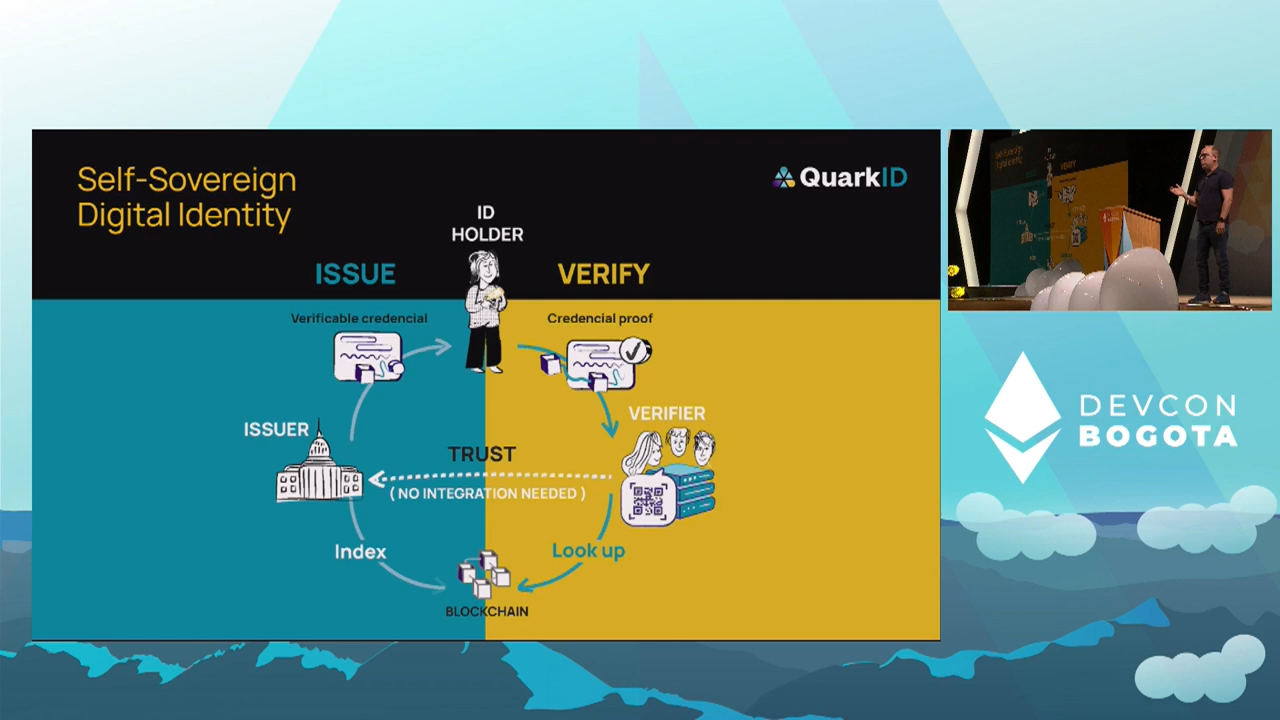 Self-Sovereign
Digital Identity
QuarkID
ID
HOLDER
ISSUE
VERIFY
Verificable credencial
Credencial proof
ISSUER
VERIFIER
TRUST
( NO INTEGRATION NEEDED )
Index
Look up
BLOCKCHAIN
DEVCON
BOGOTA